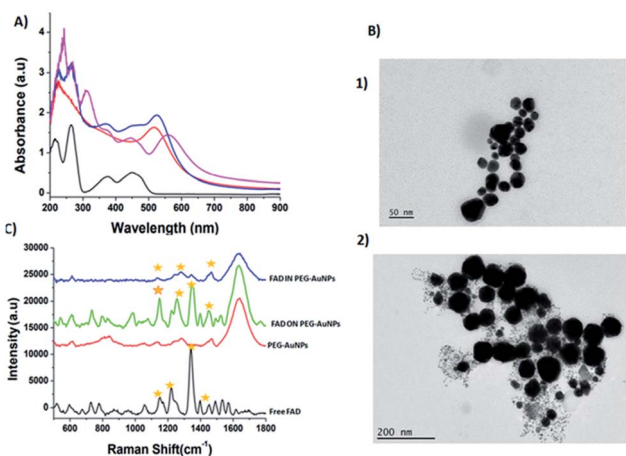 A)
B)
Absorbance (a.u)
4
3
2
1
0
200 300 400 500 600 700 800 900
Wavelength (nm)
1)
50 nm
C)
Intensity (a.u)
30000
25000
20000
15000
10000
5000
0
FAD IN PEG-AuNPs
FAD ON PEG-AuNPs
PEG-AuNPs
Free FAD
600 800 1000 1200 1400 1600 1800
Raman Shift(cm⁻¹)
2)
200 nm